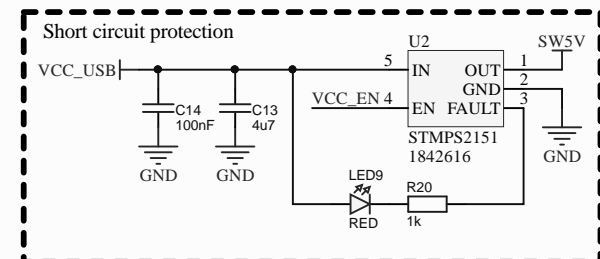 Short circuit protection
U2
SW5V
VCC_USB
5 IN OUT 1
GND 2
VCC_EN 4 EN FAULT 3
C14
100nF
C13
4u7
STMPS2151
1842616
GND
GND
GND
LED9
R20
RED
1k